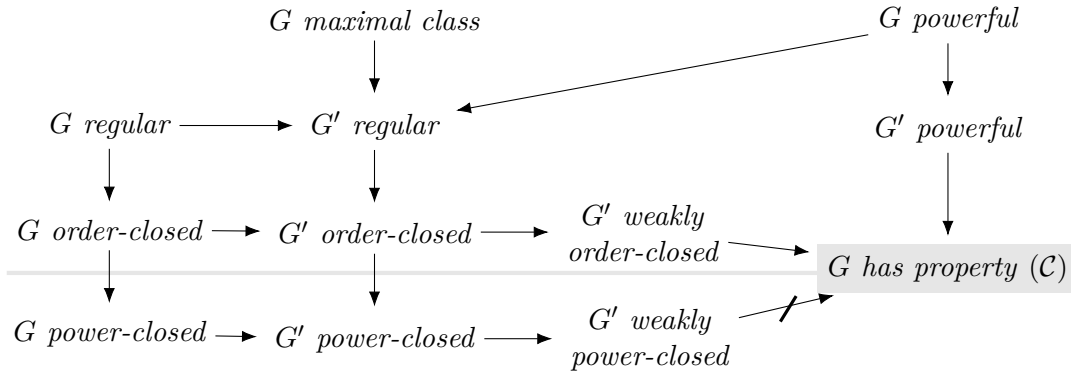 G maximal class
G powerful
G regular
G′ regular
G′ powerful
G order-closed
G′ order-closed
G′ weakly
order-closed
G has property (𝒞)
G power-closed
G′ power-closed
G′ weakly
power-closed